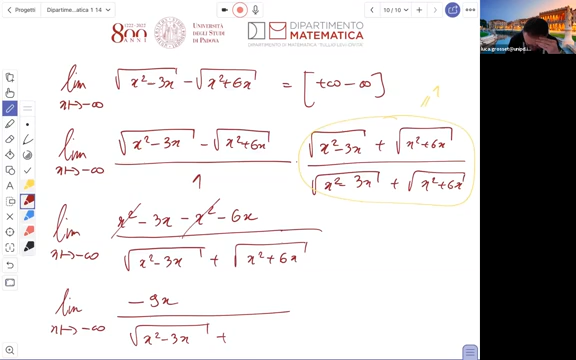 Progetti
Dipartime...atica 1 14
10 / 10
1222-2022
800
ANNI
UNIVERSITÀ
DEGLI STUDI
DI PADOVA
DIPARTIMENTO
MATEMATICA
DIPARTIMENTO DI MATEMATICA "TULLIO LEVI-CIVITA"
lim x→-∞ √(x²-3x) - √(x²+6x) = [+∞ -∞]
= 1
lim x→-∞ (√(x²-3x) - √(x²+6x)) / 1 · (√(x²-3x) + √(x²+6x)) / (√(x²-3x) + √(x²+6x))
lim x→-∞ (x² - 3x - x² - 6x) / (√(x²-3x) + √(x²+6x))
lim x→-∞ -9x / (√(x²-3x) +